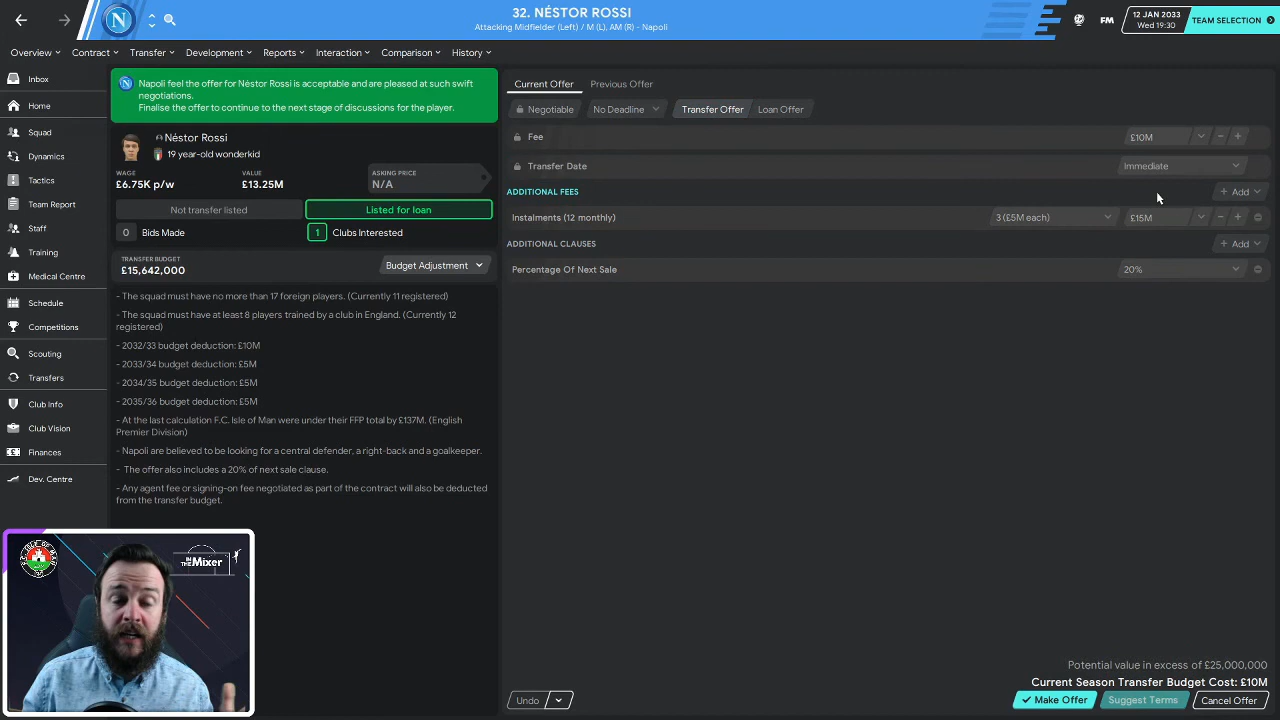 32. NÉSTOR ROSSI
Attacking Midfielder (Left) / M (L), AM (R) - Napoli
N
FM
12 JAN 2033
Wed 19:30
TEAM SELECTION
Overview
Contract
Transfer
Development
Reports
Interaction
Comparison
History
Inbox
Home
Squad
Dynamics
Tactics
Team Report
Staff
Training
Medical Centre
Schedule
Competitions
Scouting
Transfers
Club Info
Club Vision
Finances
Dev. Centre
Napoli feel the offer for Néstor Rossi is acceptable and are pleased at such swift
negotiations.
Finalise the offer to continue to the next stage of discussions for the player.
Néstor Rossi
19 year-old wonderkid
WAGE
£6.75K p/w
VALUE
£13.25M
ASKING PRICE
N/A
Not transfer listed
Listed for loan
0 Bids Made
1 Clubs Interested
TRANSFER BUDGET
£15,642,000
Budget Adjustment
- The squad must have no more than 17 foreign players. (Currently 11 registered)
- The squad must have at least 8 players trained by a club in England. (Currently 12
registered)
- 2032/33 budget deduction: £10M
- 2033/34 budget deduction: £5M
- 2034/35 budget deduction: £5M
- 2035/36 budget deduction: £5M
- At the last calculation F.C. Isle of Man were under their FFP total by £137M. (English
Premier Division)
- Napoli are believed to be looking for a central defender, a right-back and a goalkeeper.
- The offer also includes a 20% of next sale clause.
- Any agent fee or signing-on fee negotiated as part of the contract will also be deducted
from the transfer budget.
Current Offer
Previous Offer
Negotiable
No Deadline
Transfer Offer
Loan Offer
Fee
£10M
Transfer Date
Immediate
ADDITIONAL FEES
+ Add
Instalments (12 monthly)
3 (£5M each)
£15M
ADDITIONAL CLAUSES
+ Add
Percentage Of Next Sale
20%
IN
THE Mixer
Potential value in excess of £25,000,000
Current Season Transfer Budget Cost: £10M
Undo
Make Offer
Suggest Terms
Cancel Offer